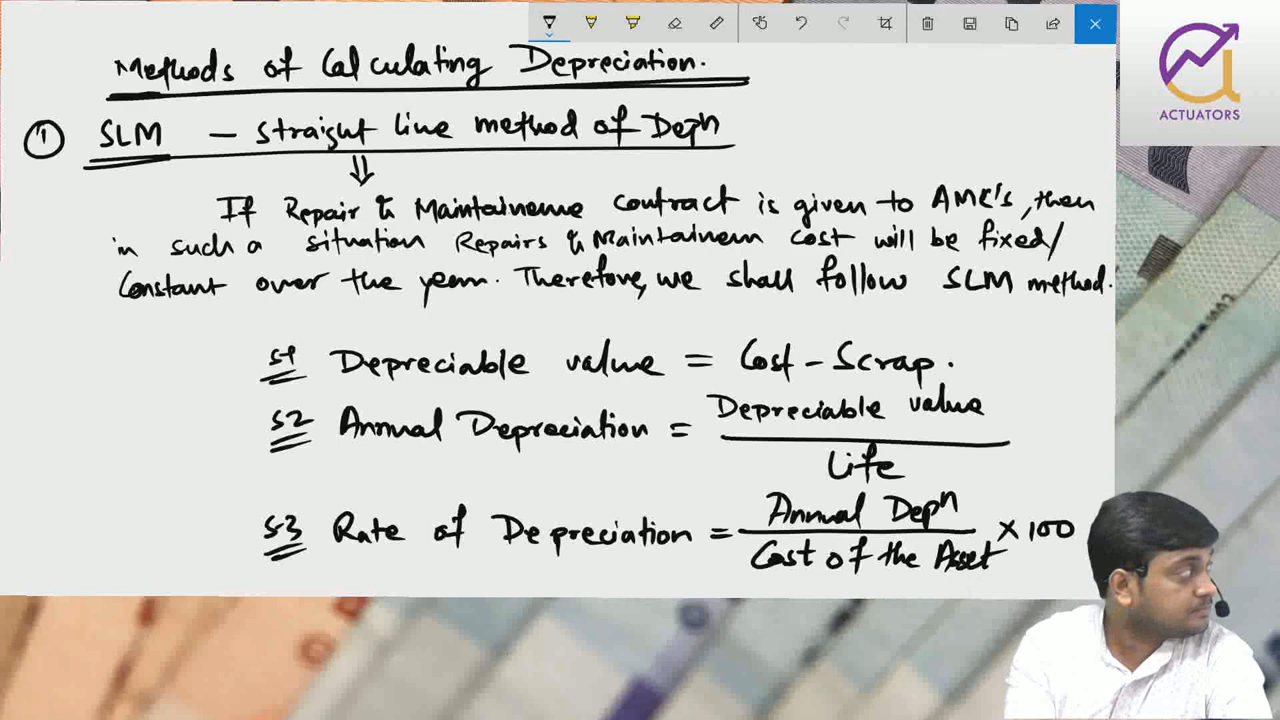 Methods of Calculating Depreciation.
① SLM – Straight line method of Depn
⇓
If Repair & Maintainence contract is given to AMC's, then
in such a situation Repairs & Maintainem cost will be fixed/
Constant over the year. Therefore, we shall follow SLM method.
S1 Depreciable value = Cost – Scrap.
S2 Annual Depreciation = Depreciable value
Life
S3 Rate of Depreciation = Annual Depn
Cost of the Asset × 100
ACTUATORS